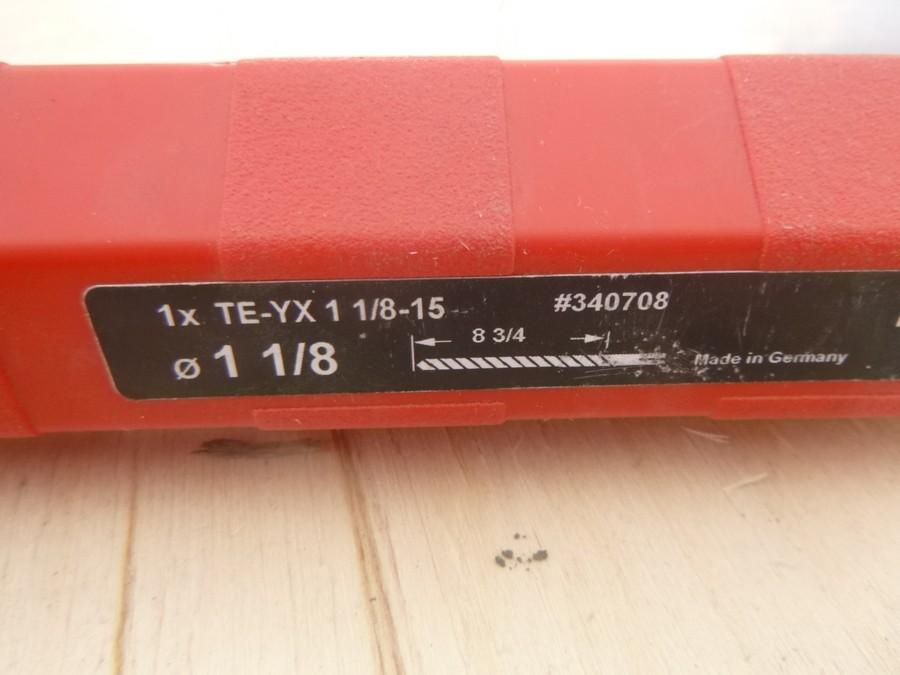 1x TE-YX 1 1/8-15
#340708
8 3/4
ø 1 1/8
Made in Germany